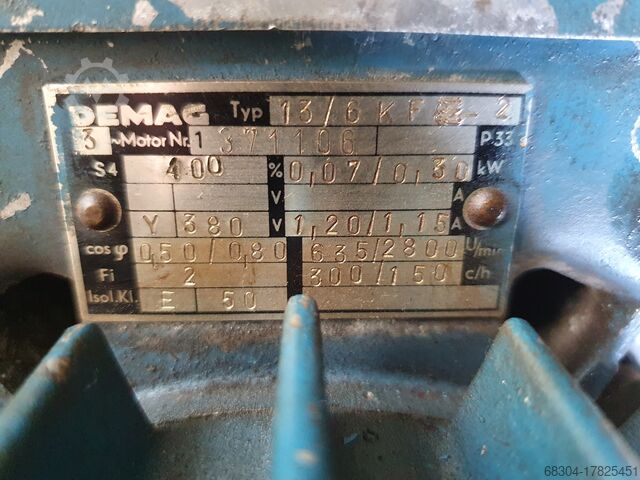 DEMAG Typ 13/6 K F 2
3 ~Motor Nr. 1 371106 P33
S4 400 % 0,07/0,30 kW
V A
Y 380 V 1,20/1,15 A
cos φ 0,50/0,80 635/2800 U/min
Fi 2 300/150 c/h
Isol.Kl. E 50
68304-17825451